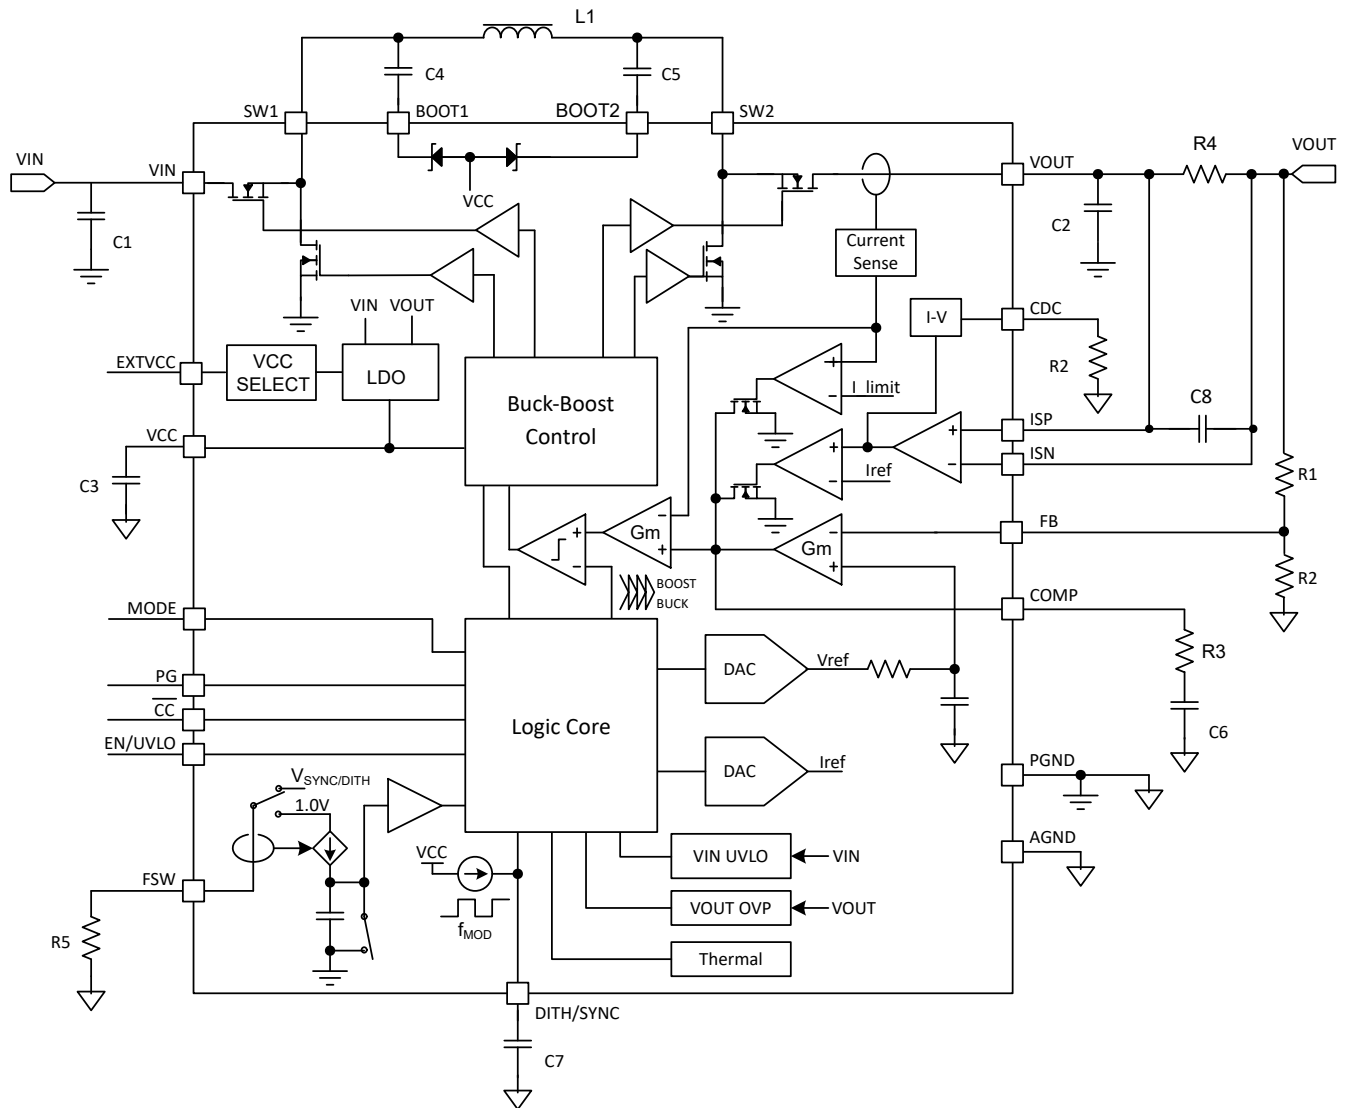 L1
C4
C5
SW1
BOOT1
BOOT2
SW2
VIN
VIN
VCC
VOUT
R4
VOUT
C1
C2
Current
Sense
VIN
VOUT
I-V
CDC
EXTVCC
VCC
SELECT
LDO
R2
Buck-Boost
Control
+
−
I limit
C8
VCC
ISP
+
−
ISN
+
−
Iref
C3
R1
FB
−
+
Gm
+
−
−
+
Gm
BOOST
BUCK
R2
MODE
COMP
R3
DAC
Vref
PG
CC
Logic Core
C6
EN/UVLO
DAC
Iref
PGND
VSYNC/DITH
1.0V
AGND
VCC
VIN UVLO
VIN
FSW
VOUT OVP
VOUT
fMOD
R5
Thermal
DITH/SYNC
C7